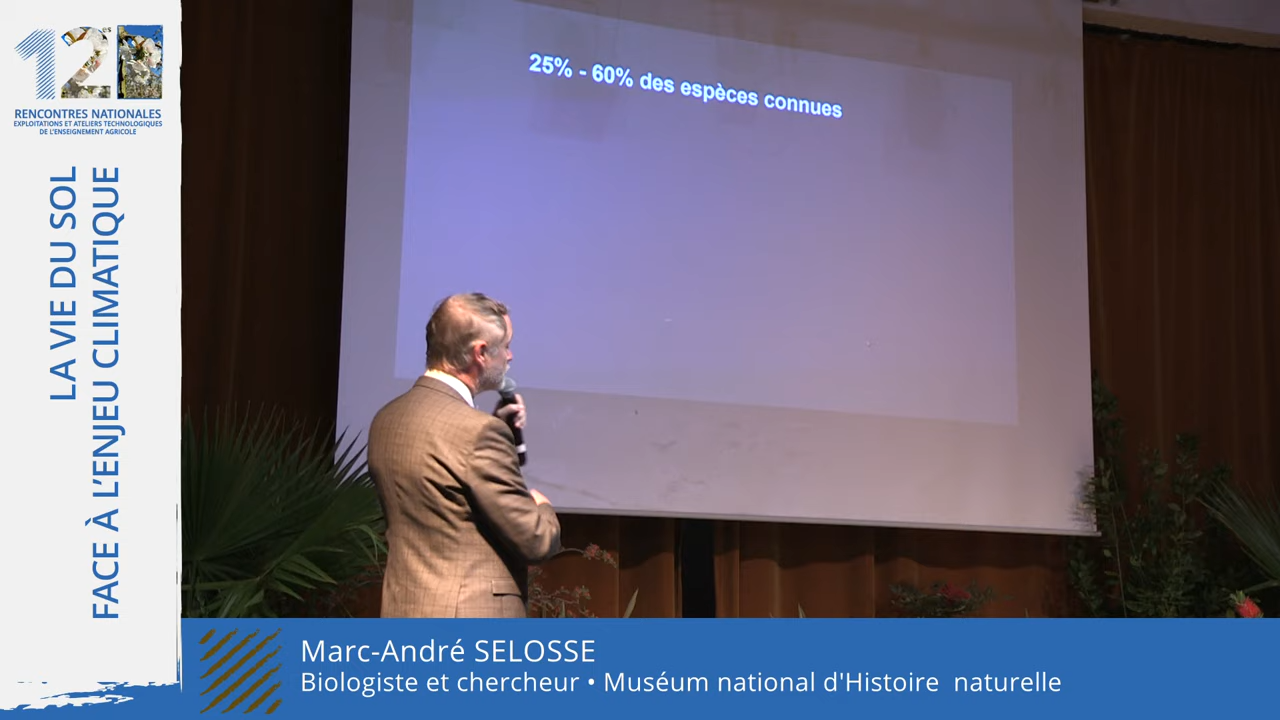 12es
RENCONTRES NATIONALES
EXPLOITATIONS ET ATELIERS TECHNOLOGIQUES
DE L'ENSEIGNEMENT AGRICOLE
LA VIE DU SOL
FACE À L'ENJEU CLIMATIQUE
25% - 60% des espèces connues
Marc-André SELOSSE
Biologiste et chercheur • Muséum national d'Histoire naturelle